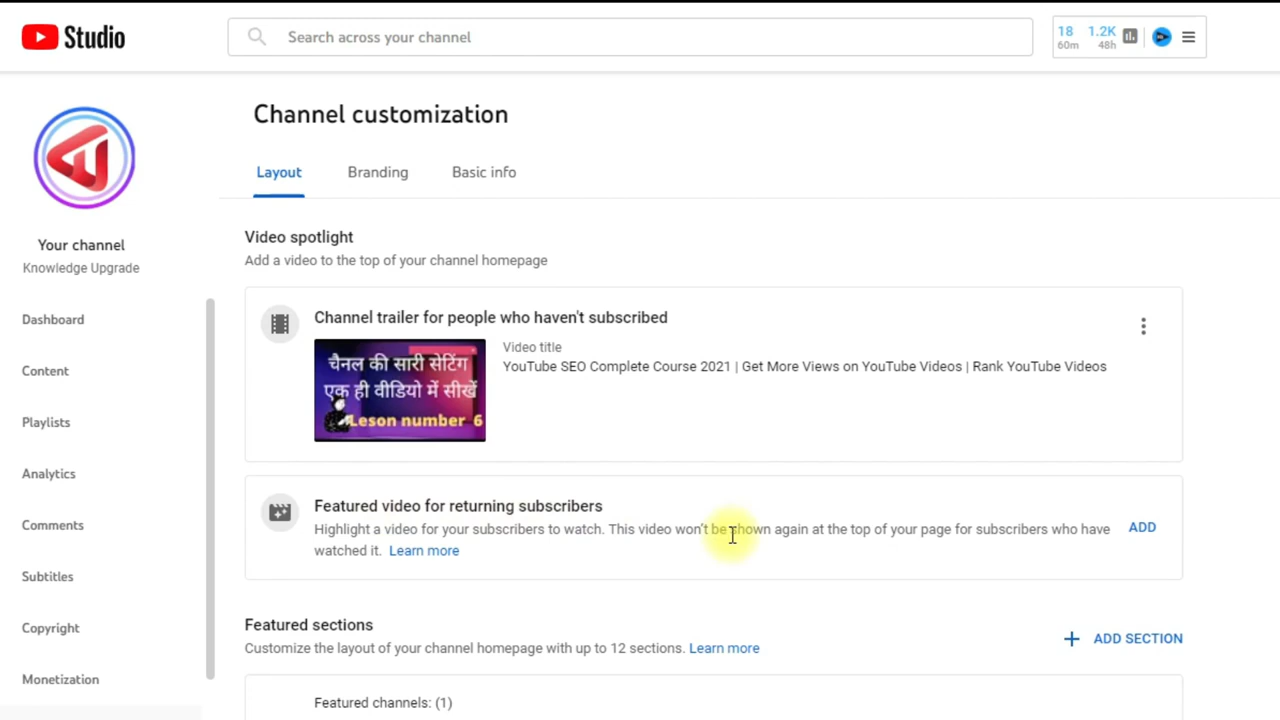 Studio
Search across your channel
18
60m
1.2K
48h
Channel customization
Layout
Branding
Basic info
Your channel
Knowledge Upgrade
Dashboard
Content
Playlists
Analytics
Comments
Subtitles
Copyright
Monetization
Video spotlight
Add a video to the top of your channel homepage
Channel trailer for people who haven't subscribed
चैनल की सारी सेटिंग
एक ही वीडियो में सीखें
Leson number 6
Video title
YouTube SEO Complete Course 2021 | Get More Views on YouTube Videos | Rank YouTube Videos
Featured video for returning subscribers
Highlight a video for your subscribers to watch. This video won't be shown again at the top of your page for subscribers who have
watched it. Learn more
ADD
Featured sections
Customize the layout of your channel homepage with up to 12 sections. Learn more
ADD SECTION
Featured channels: (1)